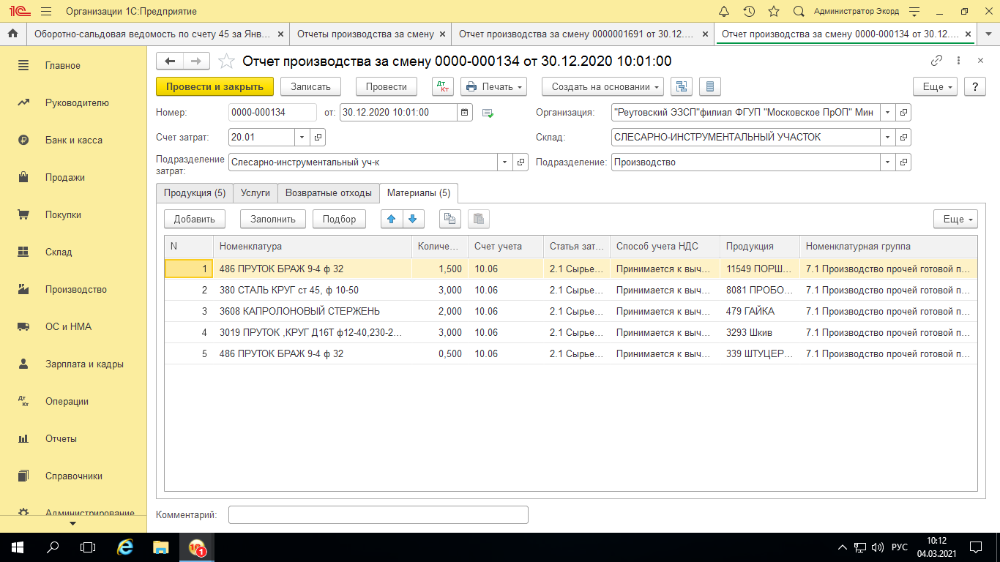 1С Организации 1С:Предприятие Администратор Экорд
Оборотно-сальдовая ведомость по счету 45 за Янв... × Отчеты производства за смену × Отчет производства за смену 0000001691 от 30.12.... × Отчет производства за смену 0000-000134 от 30.12.... ×
Главное
Руководителю
Банк и касса
Продажи
Покупки
Склад
Производство
ОС и НМА
Зарплата и кадры
Дт Кт Операции
Отчеты
Справочники
Администрирование
Отчет производства за смену 0000-000134 от 30.12.2020 10:01:00
Провести и закрыть Записать Провести Дт Кт Печать Создать на основании Еще ?
Номер: 0000-000134 от: 30.12.2020 10:01:00 Организация: "Реутовский ЭЗСП"филиал ФГУП "Московское ПрОП" Мин
Счет затрат: 20.01 Склад: СЛЕСАРНО-ИНСТРУМЕНТАЛЬНЫЙ УЧАСТОК
Подразделение затрат: Слесарно-инструментальный уч-к Подразделение: Производство
Продукция (5) Услуги Возвратные отходы Материалы (5)
Добавить Заполнить Подбор Еще
N Номенклатура Количе... Счет учета Статья зат... Способ учета НДС Продукция Номенклатурная группа
1 486 ПРУТОК БРАЖ 9-4 ф 32 1,500 10.06 2.1 Сырье... Принимается к выч... 11549 ПОРШ... 7.1 Производство прочей готовой п...
2 380 СТАЛЬ КРУГ ст 45, ф 10-50 3,000 10.06 2.1 Сырье... Принимается к выч... 8081 ПРОБО... 7.1 Производство прочей готовой п...
3 3608 КАПРОЛОНОВЫЙ СТЕРЖЕНЬ 2,000 10.06 2.1 Сырье... Принимается к выч... 479 ГАЙКА 7.1 Производство прочей готовой п...
4 3019 ПРУТОК ,КРУГ Д16Т ф12-40,230-2... 3,000 10.06 2.1 Сырье... Принимается к выч... 3293 Шкив 7.1 Производство прочей готовой п...
5 486 ПРУТОК БРАЖ 9-4 ф 32 0,500 10.06 2.1 Сырье... Принимается к выч... 339 ШТУЦЕР... 7.1 Производство прочей готовой п...
Комментарий:
1С 1 РУС 10:12
04.03.2021